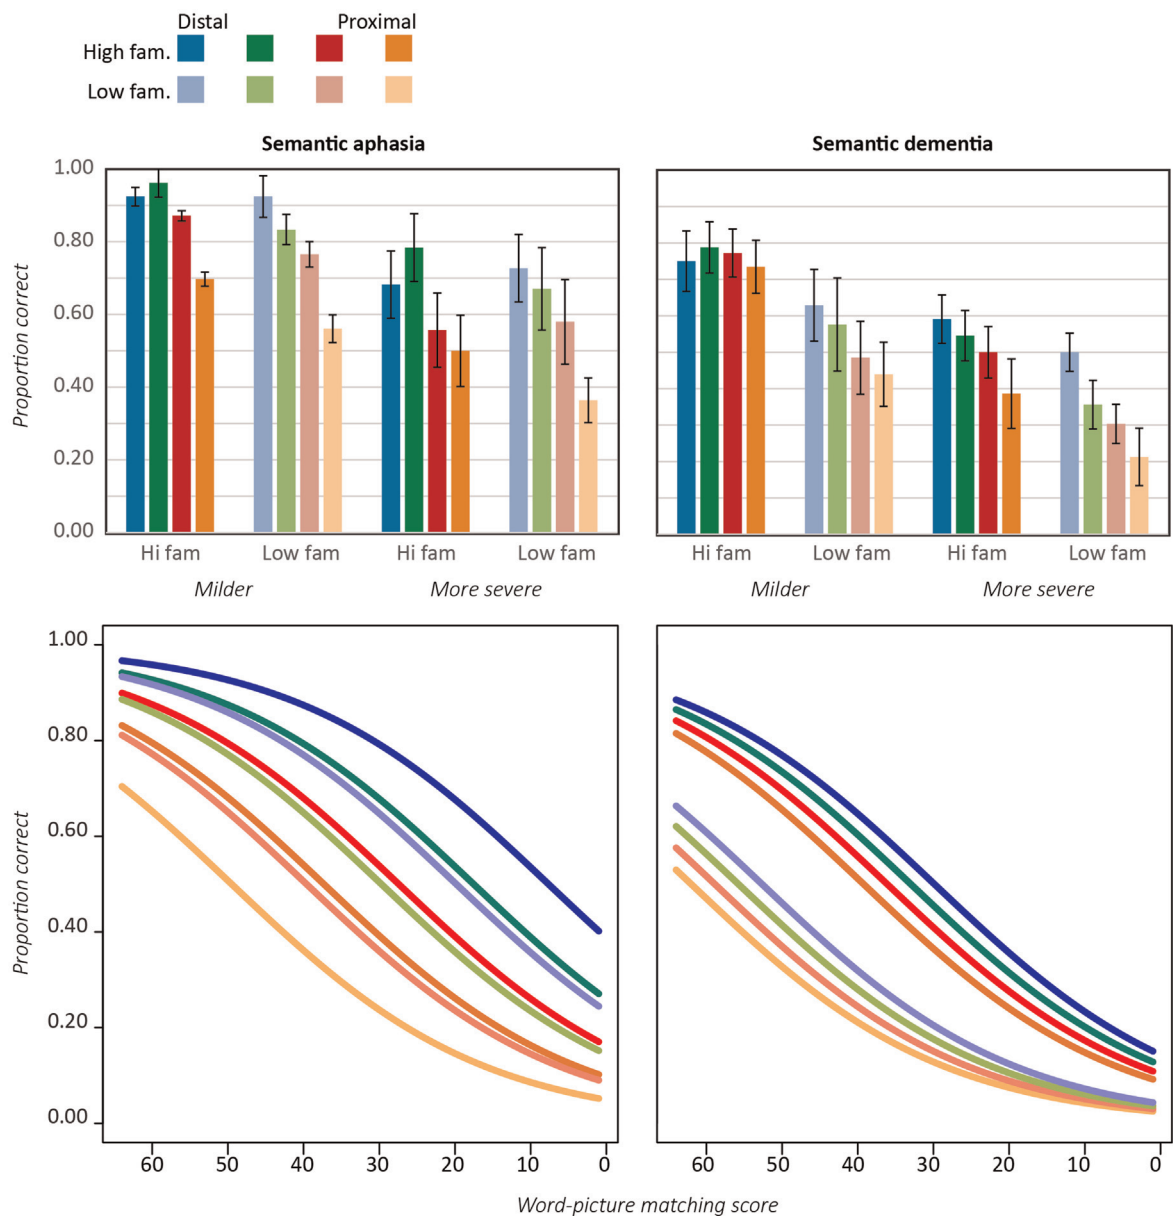 Distal Proximal
High fam.
Low fam.
Semantic aphasia Semantic dementia
1.00
0.80
0.60
0.40
0.20
0.00
Proportion correct
Hi fam Low fam Hi fam Low fam Hi fam Low fam Hi fam Low fam
Milder More severe Milder More severe
1.00
0.80
0.60
0.40
0.20
0.00
Proportion correct
60 50 40 30 20 10 0 60 50 40 30 20 10 0
Word-picture matching score